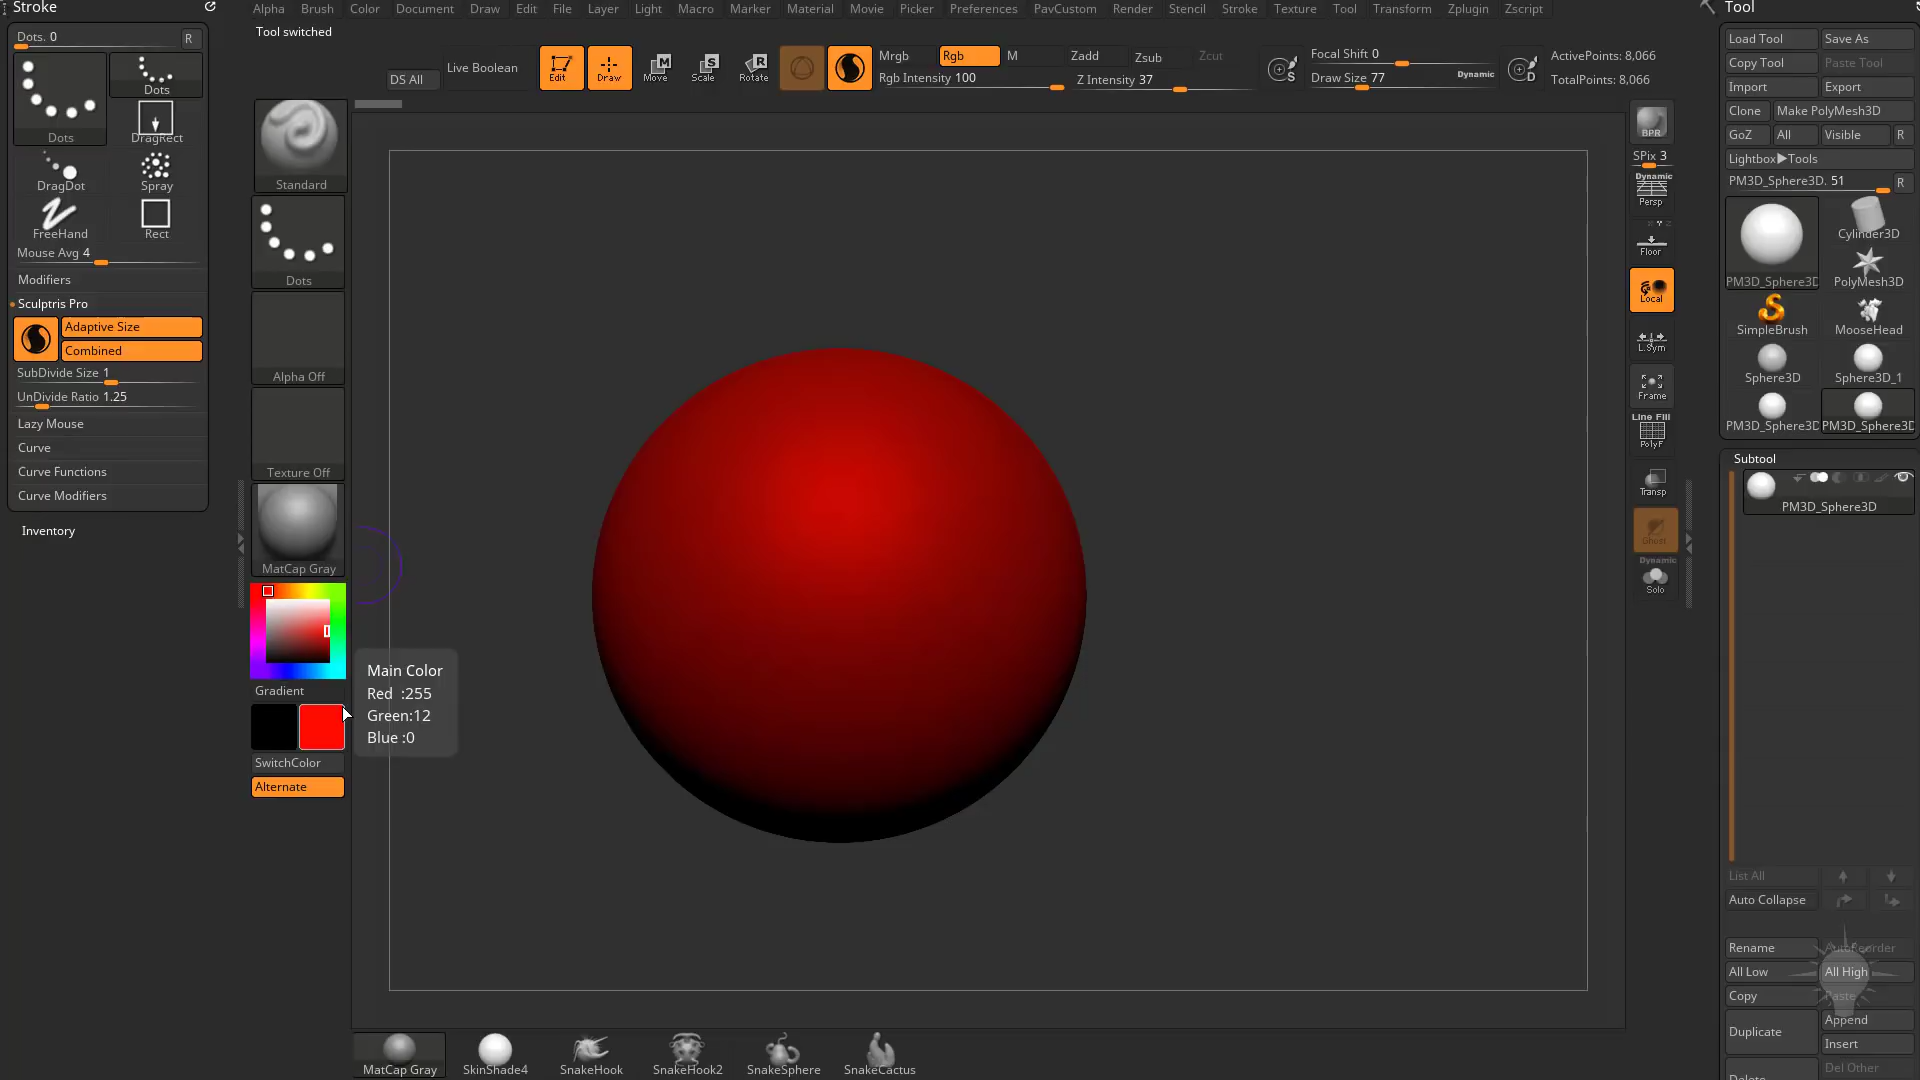 Stroke
Alpha Brush Color Document Draw Edit File Layer Light Macro Marker Material Movie Picker Preferences PavCustom Render Stencil Stroke Texture Tool Transform Zplugin Zscript
Tool
Tool switched
Dots. 0
R
Dots
Dots
DragRect
DragDot
Spray
FreeHand
Rect
Mouse Avg 4
Modifiers
Sculptris Pro
Adaptive Size
Combined
SubDivide Size 1
UnDivide Ratio 1.25
Lazy Mouse
Curve
Curve Functions
Curve Modifiers
Inventory
DS All
Live Boolean
Edit
Draw
Move
M
Scale
S
Rotate
R
Mrgb
Rgb
M
Rgb Intensity 100
Zadd
Zsub
Zcut
Z Intensity 37
S
Focal Shift 0
Draw Size 77
Dynamic
D
ActivePoints: 8,066
TotalPoints: 8,066
Standard
Dots
Alpha Off
Texture Off
MatCap Gray
Gradient
SwitchColor
Alternate
Main Color
Red :255
Green:12
Blue :0
BPR
SPix 3
Dynamic
Persp
Floor
Local
L.Sym
Frame
Line Fill
PolyF
Transp
Ghost
Dynamic
Solo
Load Tool Save As
Copy Tool Paste Tool
Import Export
Clone Make PolyMesh3D
GoZ All Visible R
Lightbox▶Tools
PM3D_Sphere3D. 51
R
PM3D_Sphere3D
Cylinder3D
PolyMesh3D
SimpleBrush
MooseHead
Sphere3D
Sphere3D_1
PM3D_Sphere3D
PM3D_Sphere3D
Subtool
PM3D_Sphere3D
List All
Auto Collapse
Rename AutoReorder
All Low All High
Copy Paste
Duplicate
Append
Insert
Delete
Del Other
MatCap Gray
SkinShade4
SnakeHook
SnakeHook2
SnakeSphere
SnakeCactus